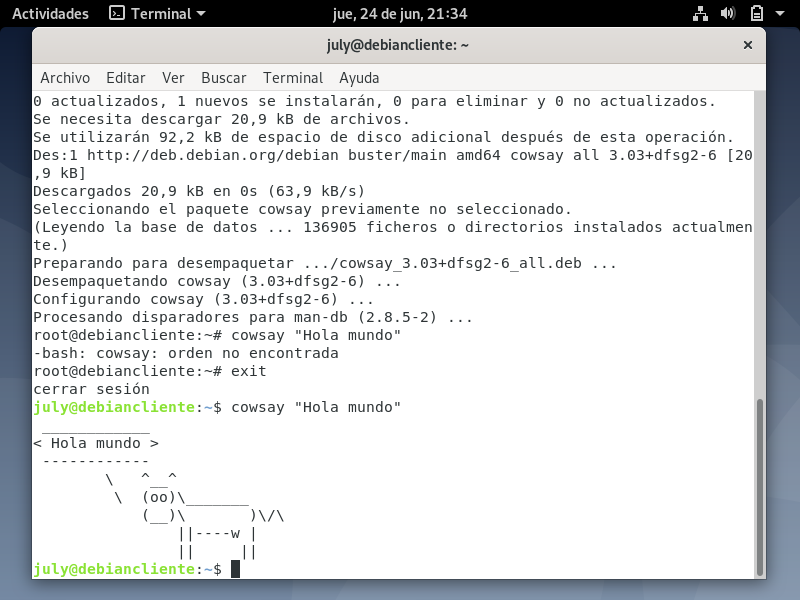 Actividades Terminal jue, 24 de jun, 21:34
july@debiancliente: ~
Archivo Editar Ver Buscar Terminal Ayuda
0 actualizados, 1 nuevos se instalarán, 0 para eliminar y 0 no actualizados.
Se necesita descargar 20,9 kB de archivos.
Se utilizarán 92,2 kB de espacio de disco adicional después de esta operación.
Des:1 http://deb.debian.org/debian buster/main amd64 cowsay all 3.03+dfsg2-6 [20
,9 kB]
Descargados 20,9 kB en 0s (63,9 kB/s)
Seleccionando el paquete cowsay previamente no seleccionado.
(Leyendo la base de datos ... 136905 ficheros o directorios instalados actualmen
te.)
Preparando para desempaquetar .../cowsay_3.03+dfsg2-6_all.deb ...
Desempaquetando cowsay (3.03+dfsg2-6) ...
Configurando cowsay (3.03+dfsg2-6) ...
Procesando disparadores para man-db (2.8.5-2) ...
root@debiancliente:~# cowsay "Hola mundo"
-bash: cowsay: orden no encontrada
root@debiancliente:~# exit
cerrar sesión
july@debiancliente:~$ cowsay "Hola mundo"
 ____________
< Hola mundo >
 ------------
        \   ^__^
         \  (oo)\_______
            (__)\       )\/\
                ||----w |
                ||     ||
july@debiancliente:~$